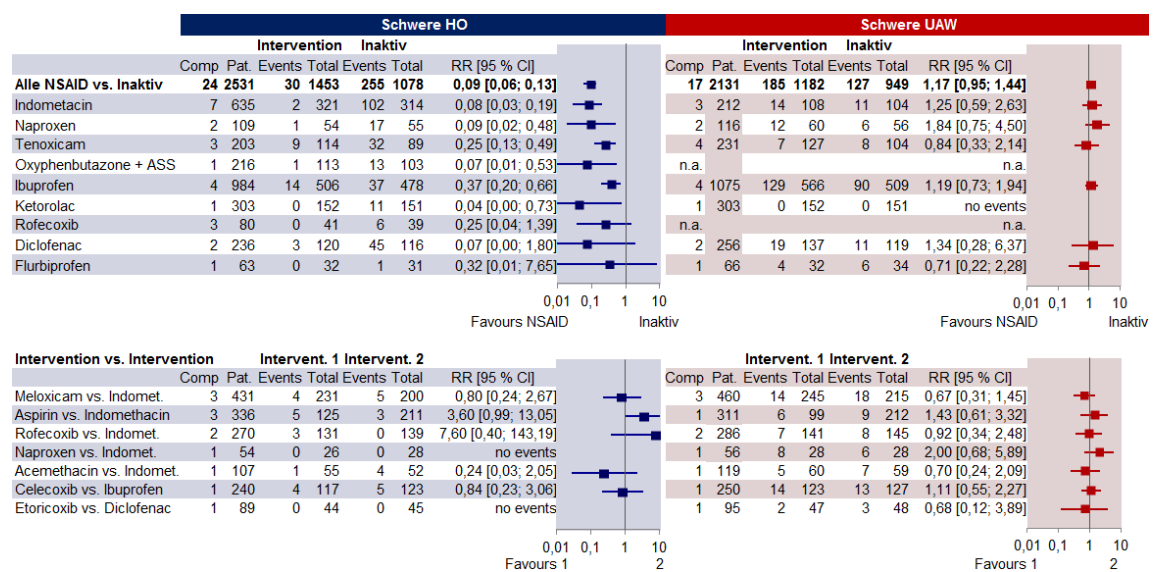 Schwere HO Schwere UAW
Intervention Inaktiv Intervention Inaktiv
Comp Pat. Events Total Events Total RR [95 % CI] Comp Pat. Events Total Events Total RR [95 % CI]
Alle NSAID vs. Inaktiv 24 2531 30 1453 255 1078 0,09 [0,06; 0,13] 17 2131 185 1182 127 949 1,17 [0,95; 1,44]
Indometacin 7 635 2 321 102 314 0,08 [0,03; 0,19] 3 212 14 108 11 104 1,25 [0,59; 2,63]
Naproxen 2 109 1 54 17 55 0,09 [0,02; 0,48] 2 116 12 60 6 56 1,84 [0,75; 4,50]
Tenoxicam 3 203 9 114 32 89 0,25 [0,13; 0,49] 4 231 7 127 8 104 0,84 [0,33; 2,14]
Oxyphenbutazone + ASS 1 216 1 113 13 103 0,07 [0,01; 0,53] n.a. n.a.
Ibuprofen 4 984 14 506 37 478 0,37 [0,20; 0,66] 4 1075 129 566 90 509 1,19 [0,73; 1,94]
Ketorolac 1 303 0 152 11 151 0,04 [0,00; 0,73] 1 303 0 152 0 151 no events
Rofecoxib 3 80 0 41 6 39 0,25 [0,04; 1,39] n.a. n.a.
Diclofenac 2 236 3 120 45 116 0,07 [0,00; 1,80] 2 256 19 137 11 119 1,34 [0,28; 6,37]
Flurbiprofen 1 63 0 32 1 31 0,32 [0,01; 7,65] 1 66 4 32 6 34 0,71 [0,22; 2,28]
0,01 0,1 1 10 0,01 0,1 1 10
Favours NSAID Inaktiv Favours NSAID Inaktiv
Intervention vs. Intervention Intervent. 1 Intervent. 2 Intervent. 1 Intervent. 2
Comp Pat. Events Total Events Total RR [95 % CI] Comp Pat. Events Total Events Total RR [95 % CI]
Meloxicam vs. Indomet. 3 431 4 231 5 200 0,80 [0,24; 2,67] 3 460 14 245 18 215 0,67 [0,31; 1,45]
Aspirin vs. Indomethacin 3 336 5 125 3 211 3,60 [0,99; 13,05] 1 311 6 99 9 212 1,43 [0,61; 3,32]
Rofecoxib vs. Indomet. 2 270 3 131 0 139 7,60 [0,40; 143,19] 2 286 7 141 8 145 0,92 [0,34; 2,48]
Naproxen vs. Indomet. 1 54 0 26 0 28 no events 1 56 8 28 6 28 2,00 [0,68; 5,89]
Acemethacin vs. Indomet. 1 107 1 55 4 52 0,24 [0,03; 2,05] 1 119 5 60 7 59 0,70 [0,24; 2,09]
Celecoxib vs. Ibuprofen 1 240 4 117 5 123 0,84 [0,23; 3,06] 1 250 14 123 13 127 1,11 [0,55; 2,27]
Etoricoxib vs. Diclofenac 1 89 0 44 0 45 no events 1 95 2 47 3 48 0,68 [0,12; 3,89]
0,01 0,1 1 10 0,01 0,1 1 10
Favours 1 2 Favours 1 2